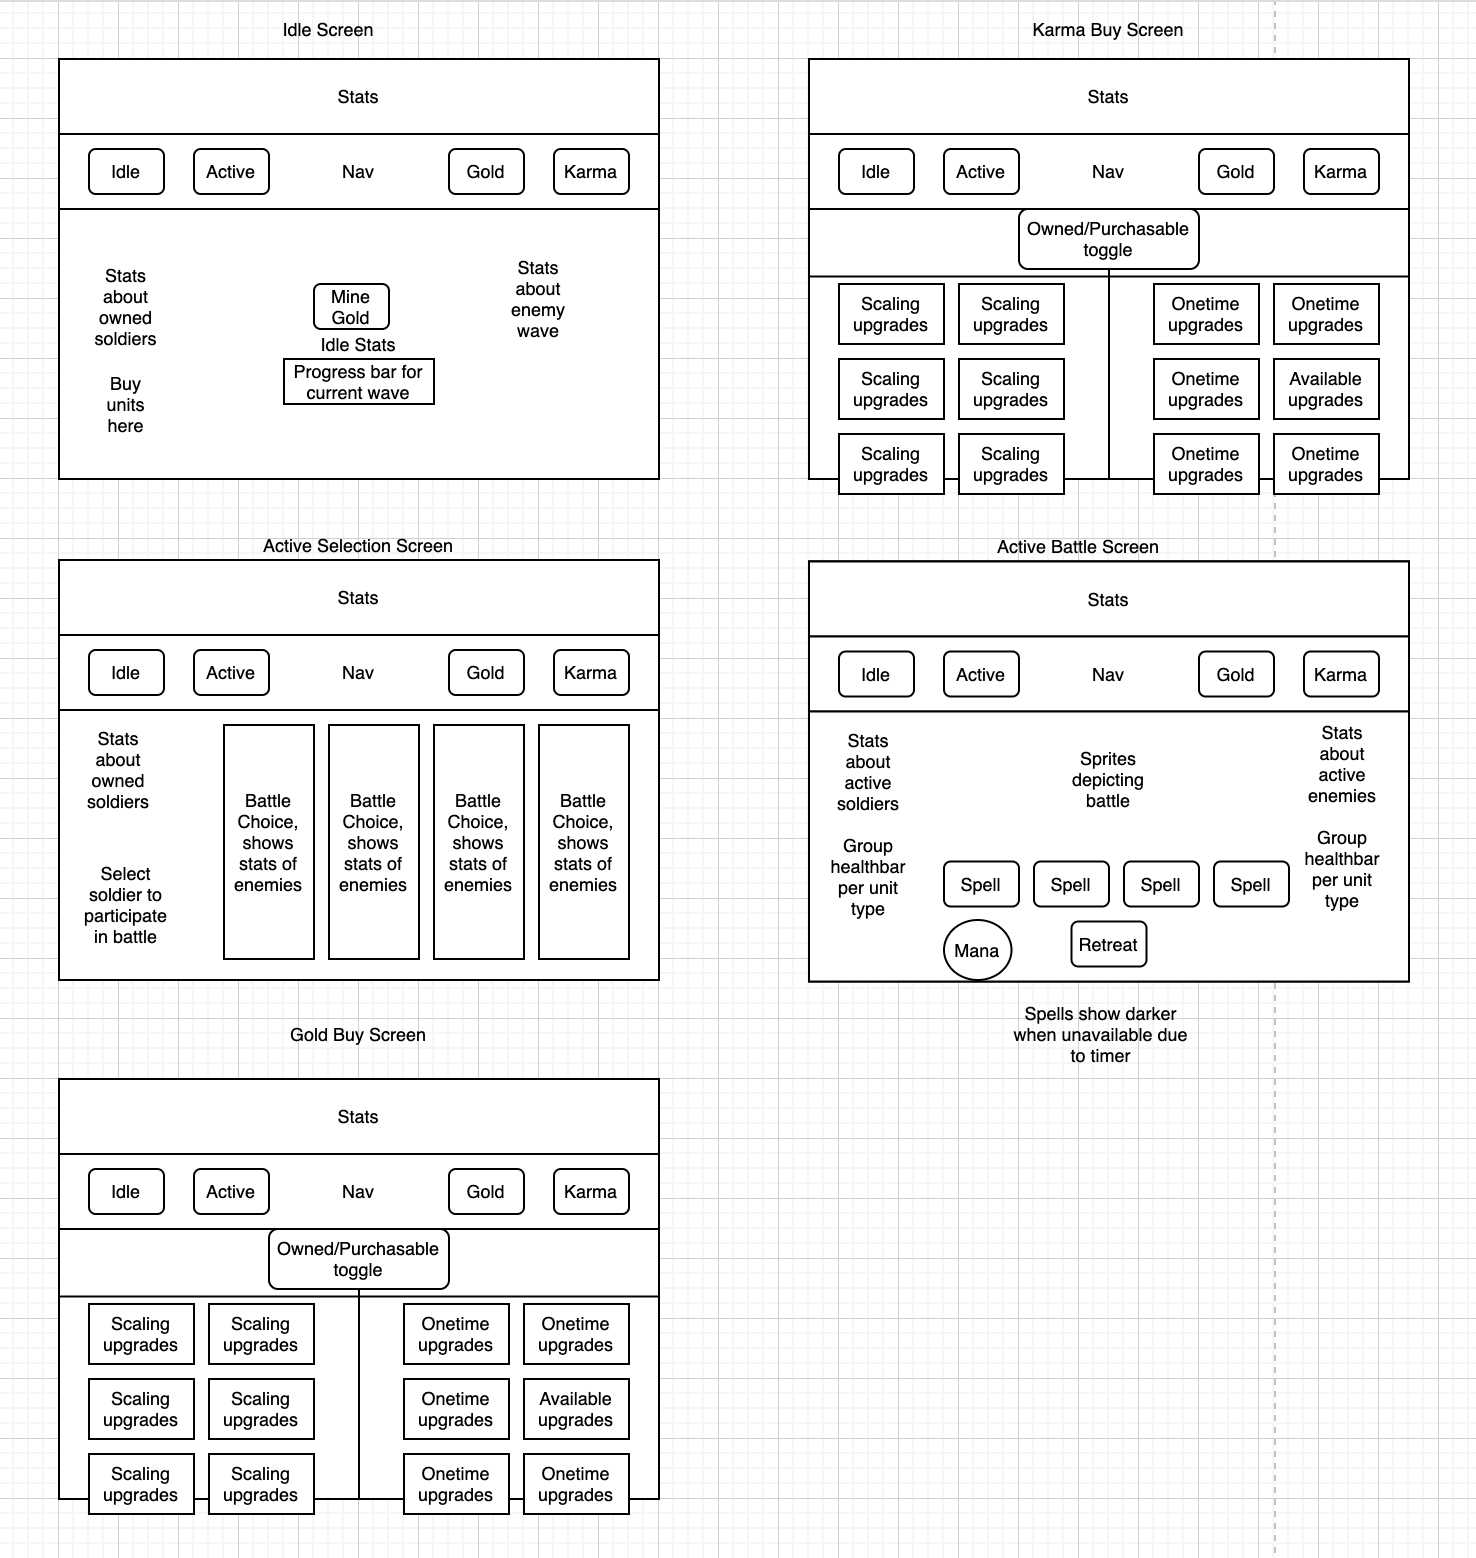 Idle Screen
Stats
Idle
Active
Nav
Gold
Karma
Stats
about
owned
soldiers
Buy
units
here
Mine
Gold
Idle Stats
Progress bar for
current wave
Stats
about
enemy
wave
Karma Buy Screen
Stats
Idle
Active
Nav
Gold
Karma
Owned/Purchasable
toggle
Scaling
upgrades
Scaling
upgrades
Onetime
upgrades
Onetime
upgrades
Scaling
upgrades
Scaling
upgrades
Onetime
upgrades
Available
upgrades
Scaling
upgrades
Scaling
upgrades
Onetime
upgrades
Onetime
upgrades
Active Selection Screen
Stats
Idle
Active
Nav
Gold
Karma
Stats
about
owned
soldiers
Select
soldier to
participate
in battle
Battle
Choice,
shows
stats of
enemies
Battle
Choice,
shows
stats of
enemies
Battle
Choice,
shows
stats of
enemies
Battle
Choice,
shows
stats of
enemies
Active Battle Screen
Stats
Idle
Active
Nav
Gold
Karma
Stats
about
active
soldiers
Group
healthbar
per unit
type
Sprites
depicting
battle
Spell
Spell
Spell
Spell
Mana
Retreat
Stats
about
active
enemies
Group
healthbar
per unit
type
Spells show darker
when unavailable due
to timer
Gold Buy Screen
Stats
Idle
Active
Nav
Gold
Karma
Owned/Purchasable
toggle
Scaling
upgrades
Scaling
upgrades
Onetime
upgrades
Onetime
upgrades
Scaling
upgrades
Scaling
upgrades
Onetime
upgrades
Available
upgrades
Scaling
upgrades
Scaling
upgrades
Onetime
upgrades
Onetime
upgrades